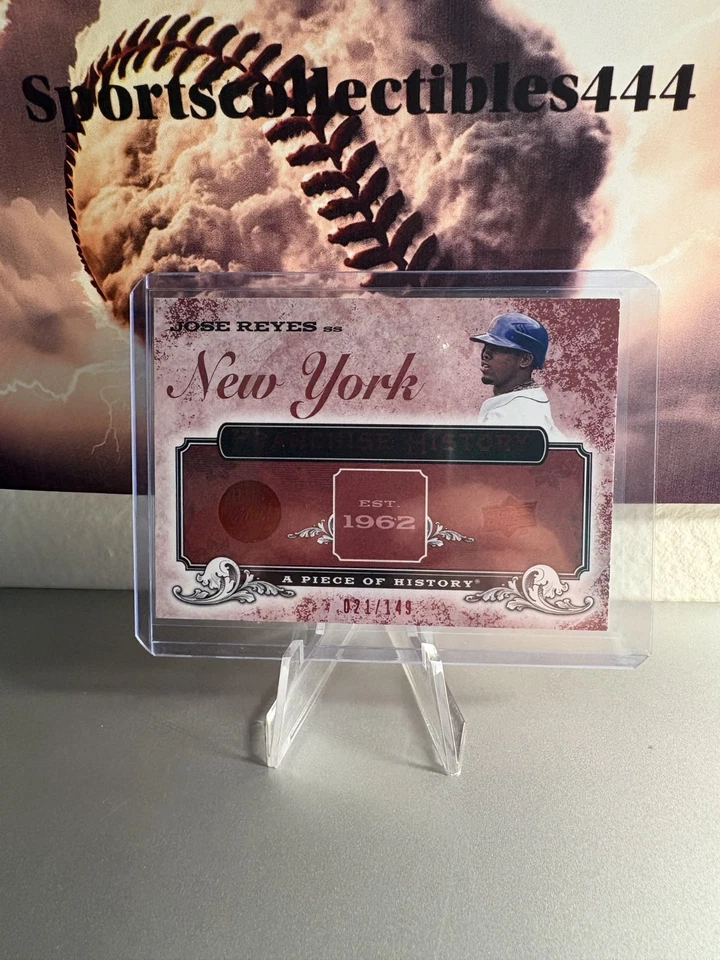 Sportscollectibles444
JOSE REYES SS
New York
FRANCHISE HISTORY
EST.
1962
A PIECE OF HISTORY®
021/149